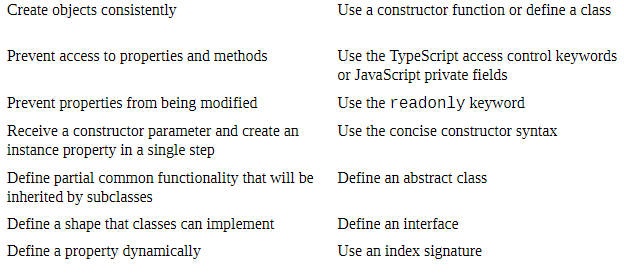 Create objects consistently Use a constructor function or define a class
Prevent access to properties and methods Use the TypeScript access control keywords
or JavaScript private fields
Prevent properties from being modified Use the readonly keyword
Receive a constructor parameter and create an Use the concise constructor syntax
instance property in a single step
Define partial common functionality that will be Define an abstract class
inherited by subclasses
Define a shape that classes can implement Define an interface
Define a property dynamically Use an index signature